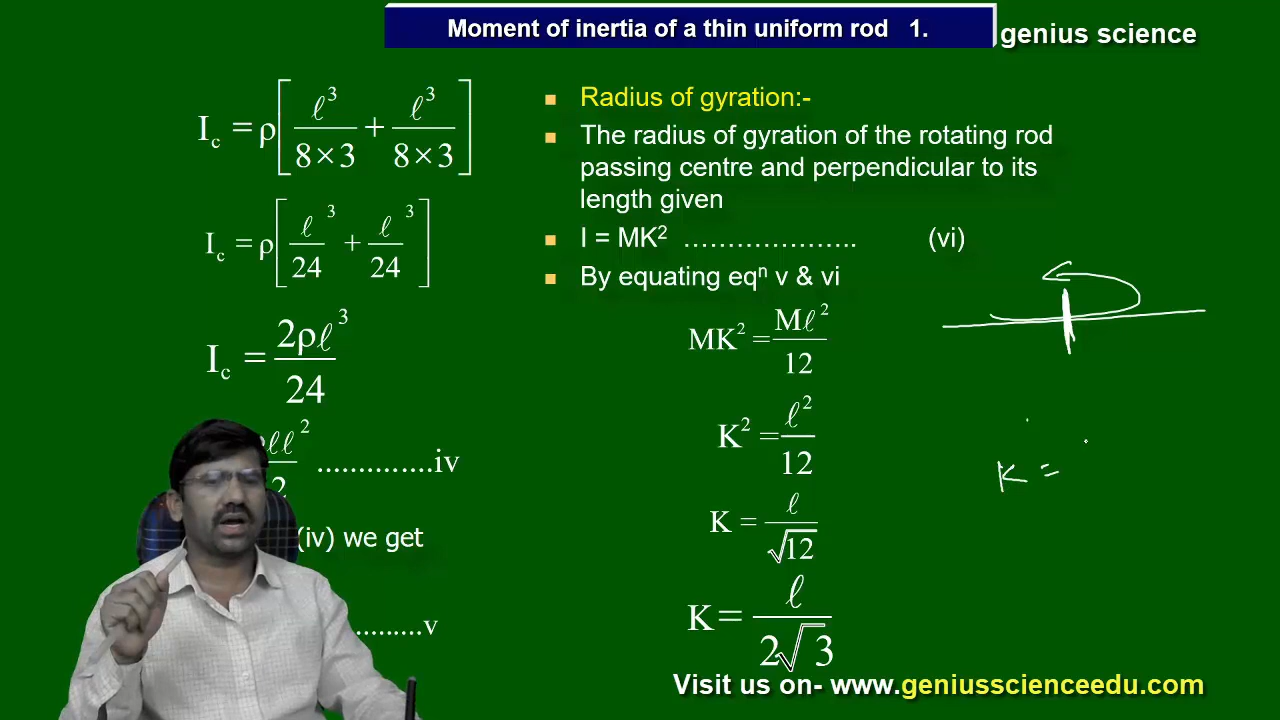 Moment of inertia of a thin uniform rod 1.
genius science
I_c = ρ[ℓ³/8×3 + ℓ³/8×3]
I_c = ρ[ℓ³/24 + ℓ³/24]
I_c = 2ρℓ³/24
ℓℓ² ..............iv
(iv) we get
.........v
■ Radius of gyration:-
■ The radius of gyration of the rotating rod
passing centre and perpendicular to its
length given
■ I = MK² ………………….. (vi)
■ By equating eqⁿ v & vi
MK² = Mℓ²/12
K² = ℓ²/12
K = ℓ/√12
K = ℓ/2√3
K =
Visit us on- www.geniusscienceedu.com